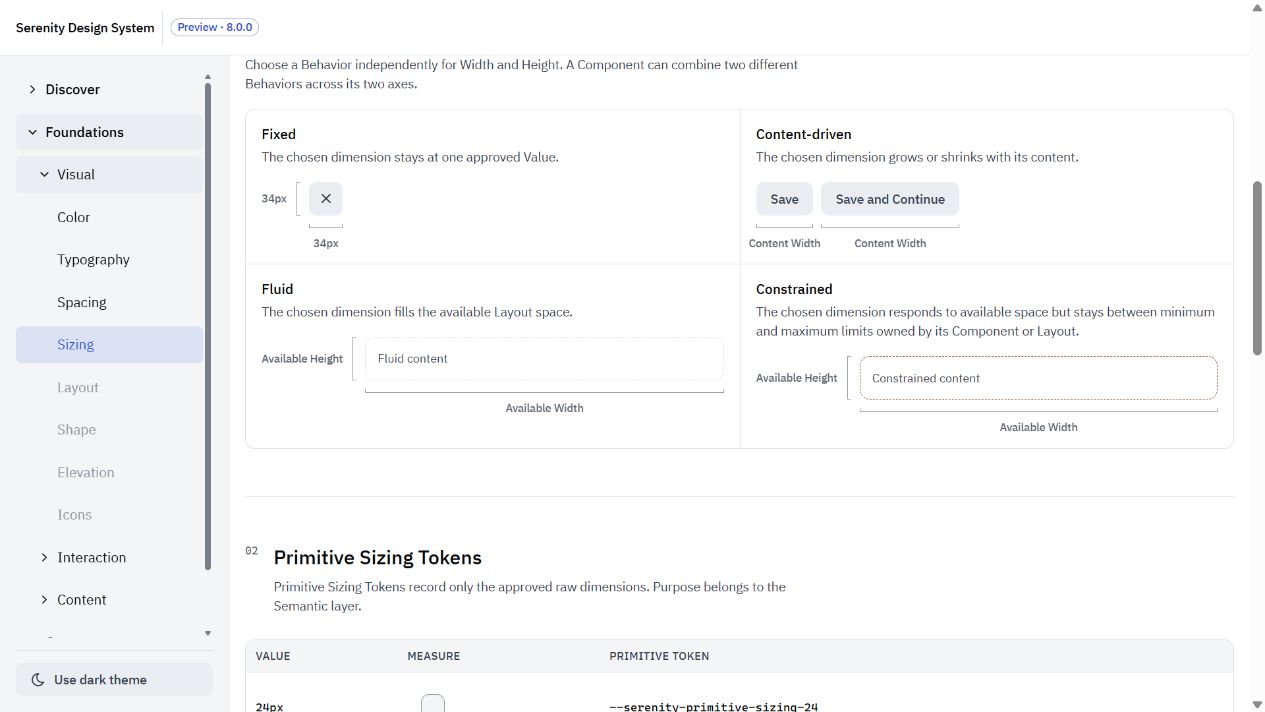 Serenity Design System
Preview · 8.0.0
Discover
Foundations
Visual
Color
Typography
Spacing
Sizing
Layout
Shape
Elevation
Icons
Interaction
Content
Use dark theme
Choose a Behavior independently for Width and Height. A Component can combine two different
Behaviors across its two axes.
Fixed
The chosen dimension stays at one approved Value.
34px
34px
Content-driven
The chosen dimension grows or shrinks with its content.
Save
Save and Continue
Content Width
Content Width
Fluid
The chosen dimension fills the available Layout space.
Available Height
Fluid content
Available Width
Constrained
The chosen dimension responds to available space but stays between minimum
and maximum limits owned by its Component or Layout.
Available Height
Constrained content
Available Width
02
Primitive Sizing Tokens
Primitive Sizing Tokens record only the approved raw dimensions. Purpose belongs to the
Semantic layer.
VALUE
MEASURE
PRIMITIVE TOKEN
24px
--serenity-primitive-sizing-24